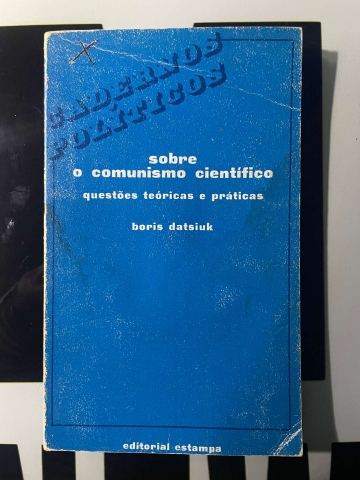 CADERNOS
POLÍTICOS
sobre
o comunismo científico
questões teóricas e práticas
boris datsiuk
editorial estampa